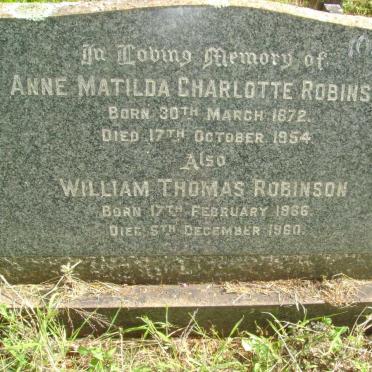 In Loving Memory of
ANNE MATILDA CHARLOTTE ROBINS
BORN 30TH MARCH 1872.
DIED 17TH OCTOBER 1954
Also
WILLIAM THOMAS ROBINSON
BORN 17TH FEBRUARY 1866.
DIED 5TH DECEMBER 1960.